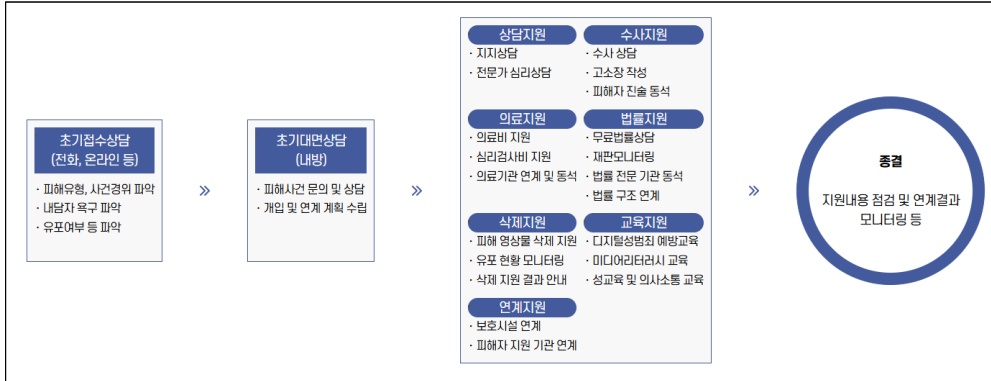 초기접수상담
(전화, 온라인 등)
· 피해유형, 사건경위 파악
· 내담자 욕구 파악
· 유포여부 등 파악
»
초기대면상담
(내방)
· 피해사건 문의 및 상담
· 개입 및 연계 계획 수립
»
상담지원
· 지지상담
· 전문가 심리상담
수사지원
· 수사 상담
· 고소장 작성
· 피해자 진술 동석
의료지원
· 의료비 지원
· 심리검사비 지원
· 의료기관 연계 및 동석
법률지원
· 무료법률상담
· 재판모니터링
· 법률 전문 기관 동석
· 법률 구조 연계
삭제지원
· 피해 영상물 삭제 지원
· 유포 현황 모니터링
· 삭제 지원 결과 안내
교육지원
· 디지털성범죄 예방교육
· 미디어리터러시 교육
· 성교육 및 의사소통 교육
연계지원
· 보호시설 연계
· 피해자 지원 기관 연계
»
종결
지원내용 점검 및 연계결과
모니터링 등